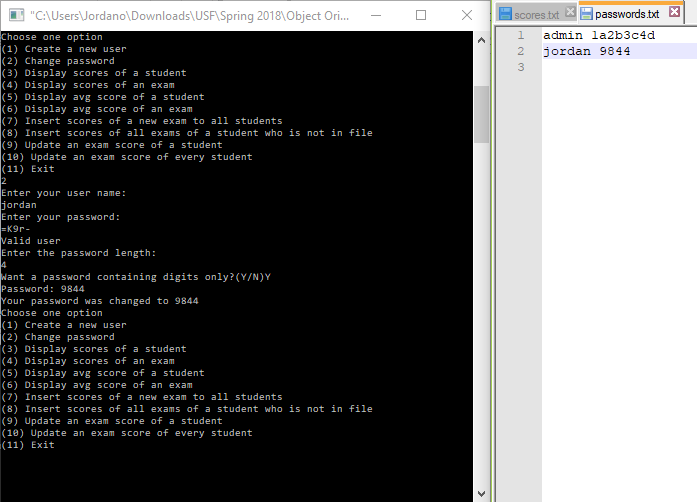 "C:\Users\Jordano\Downloads\USF\Spring 2018\Object Ori...
Choose one option
(1) Create a new user
(2) Change password
(3) Display scores of a student
(4) Display scores of an exam
(5) Display avg score of a student
(6) Display avg score of an exam
(7) Insert scores of a new exam to all students
(8) Insert scores of all exams of a student who is not in file
(9) Update an exam score of a student
(10) Update an exam score of every student
(11) Exit
2
Enter your user name:
jordan
Enter your password:
=K9r-
Valid user
Enter the password length:
4
Want a password containing digits only?(Y/N)Y
Password: 9844
Your password was changed to 9844
Choose one option
(1) Create a new user
(2) Change password
(3) Display scores of a student
(4) Display scores of an exam
(5) Display avg score of a student
(6) Display avg score of an exam
(7) Insert scores of a new exam to all students
(8) Insert scores of all exams of a student who is not in file
(9) Update an exam score of a student
(10) Update an exam score of every student
(11) Exit
scores.txt passwords.txt
1 admin 1a2b3c4d
2 jordan 9844
3